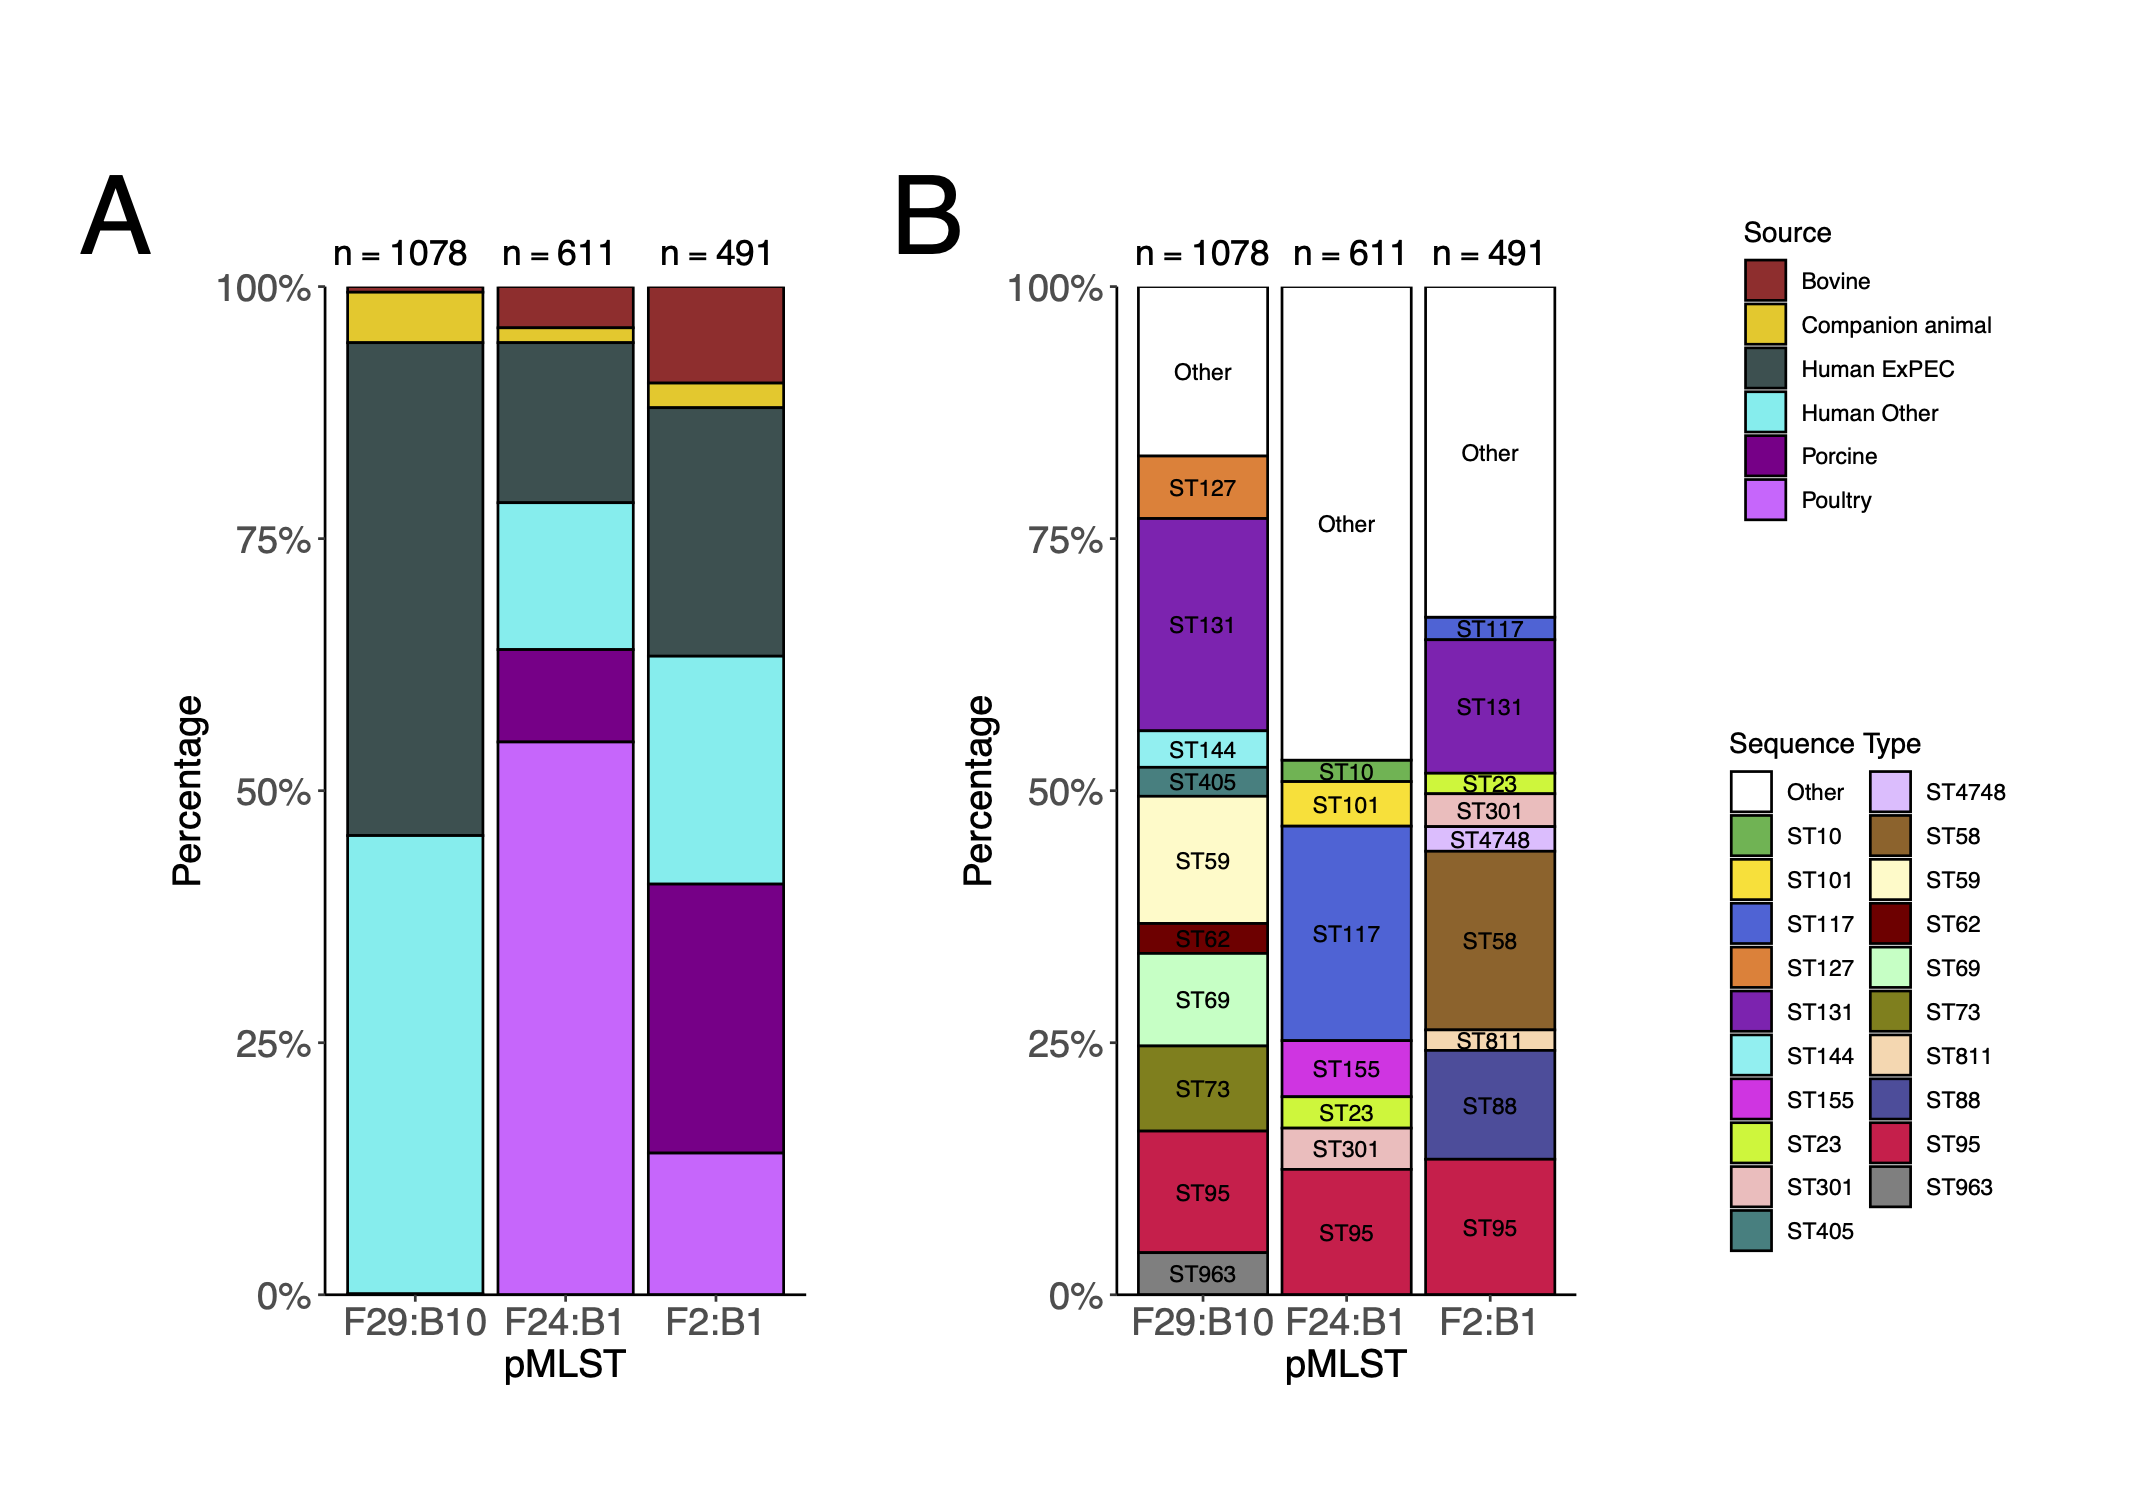 A
n = 1078 n = 611 n = 491
100%
75%
50%
25%
0%
Percentage
F29:B10 F24:B1 F2:B1
pMLST
B
n = 1078 n = 611 n = 491
100%
75%
50%
25%
0%
Percentage
Other
ST127
ST131
ST144
ST405
ST59
ST62
ST69
ST73
ST95
ST963
Other
ST10
ST101
ST117
ST155
ST23
ST301
ST95
Other
ST117
ST131
ST23
ST301
ST4748
ST58
ST811
ST88
ST95
F29:B10 F24:B1 F2:B1
pMLST
Source
Bovine
Companion animal
Human ExPEC
Human Other
Porcine
Poultry
Sequence Type
Other
ST10
ST101
ST117
ST127
ST131
ST144
ST155
ST23
ST301
ST405
ST4748
ST58
ST59
ST62
ST69
ST73
ST811
ST88
ST95
ST963